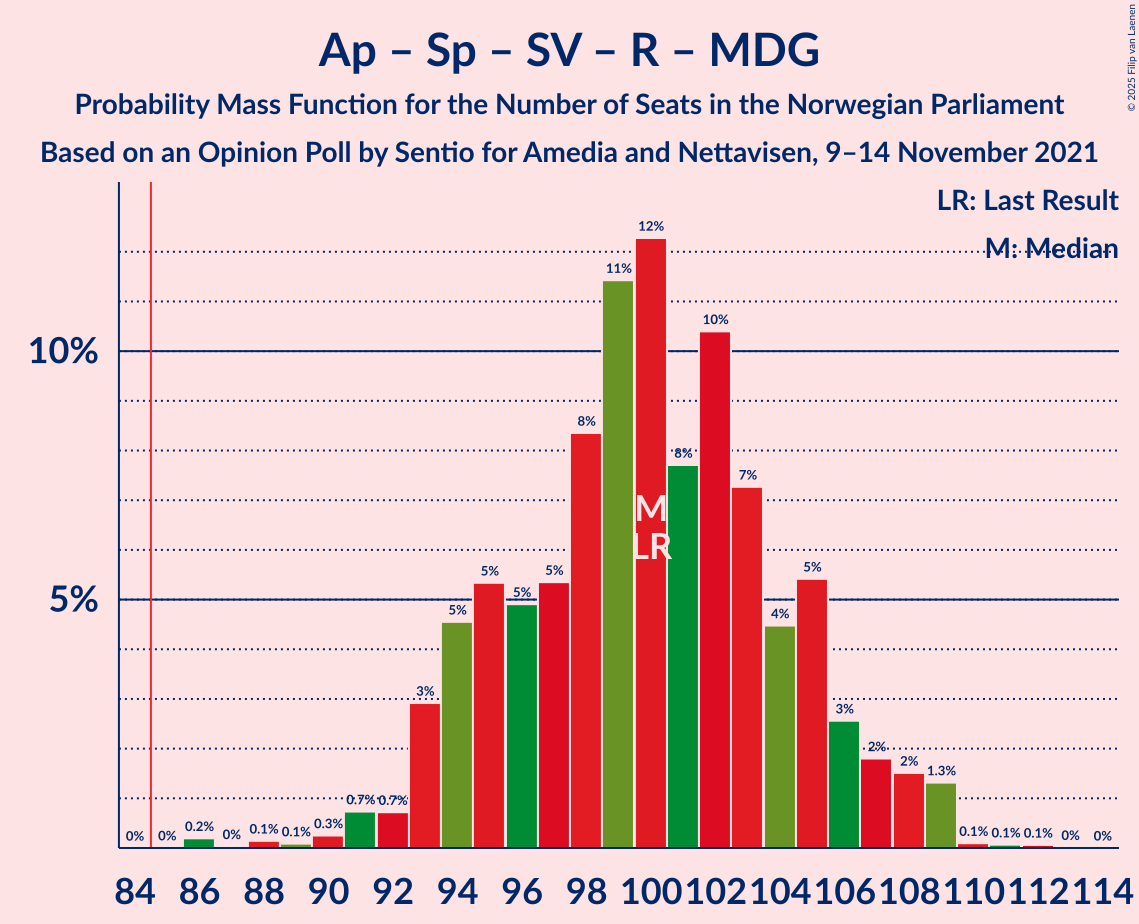 Ap – Sp – SV – R – MDG
Probability Mass Function for the Number of Seats in the Norwegian Parliament
Based on an Opinion Poll by Sentio for Amedia and Nettavisen, 9–14 November 2021
© 2025 Filip van Laenen
LR: Last Result
M: Median
10%
5%
0% 0% 0.2% 0% 0.1% 0.1% 0.3% 0.7% 0.7% 3% 5% 5% 5% 5% 8% 11% 12% 8% 10% 7% 4% 5% 3% 2% 2% 1.3% 0.1% 0.1% 0.1% 0% 0%
M
LR
84 86 88 90 92 94 96 98 100 102 104 106 108 110 112 114